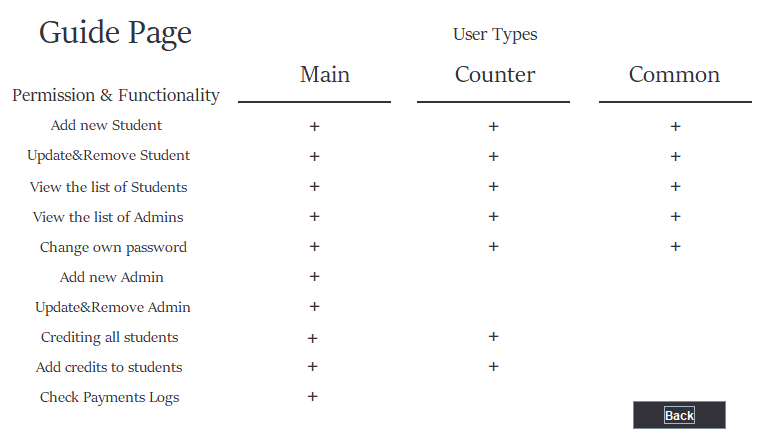 Guide Page
User Types
Main Counter Common
Permission & Functionality
Add new Student + + +
Update&Remove Student + + +
View the list of Students + + +
View the list of Admins + + +
Change own password + + +
Add new Admin +
Update&Remove Admin +
Crediting all students + +
Add credits to students + +
Check Payments Logs +
Back